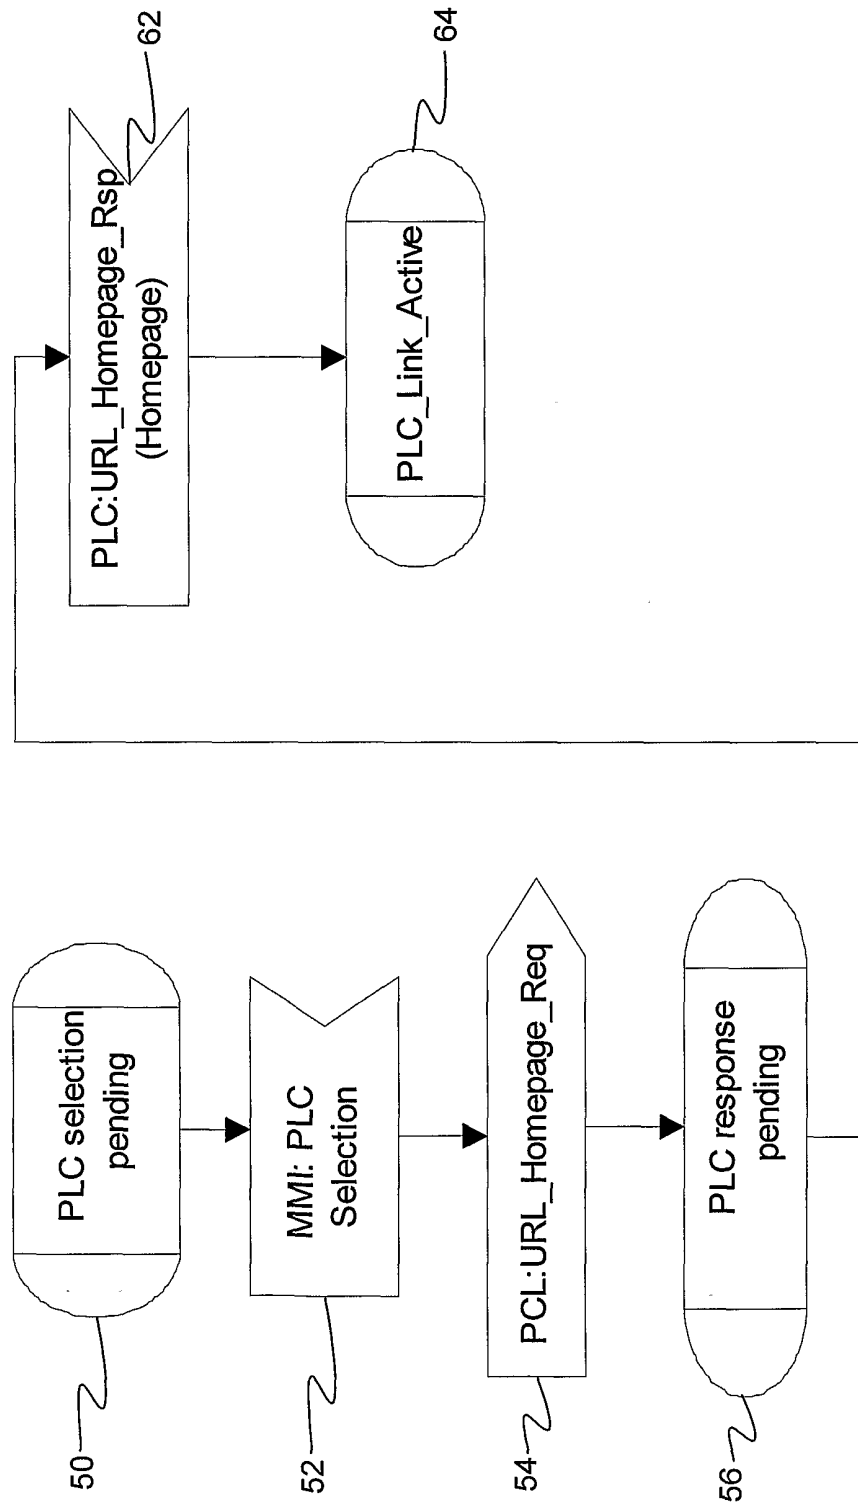 50
PLC selection
pending
52
MMI: PLC
Selection
54
PCL:URL_Homepage_Req
56
PLC response
pending
PLC:URL_Homepage_Rsp
(Homepage)
62
PLC_Link_Active
64